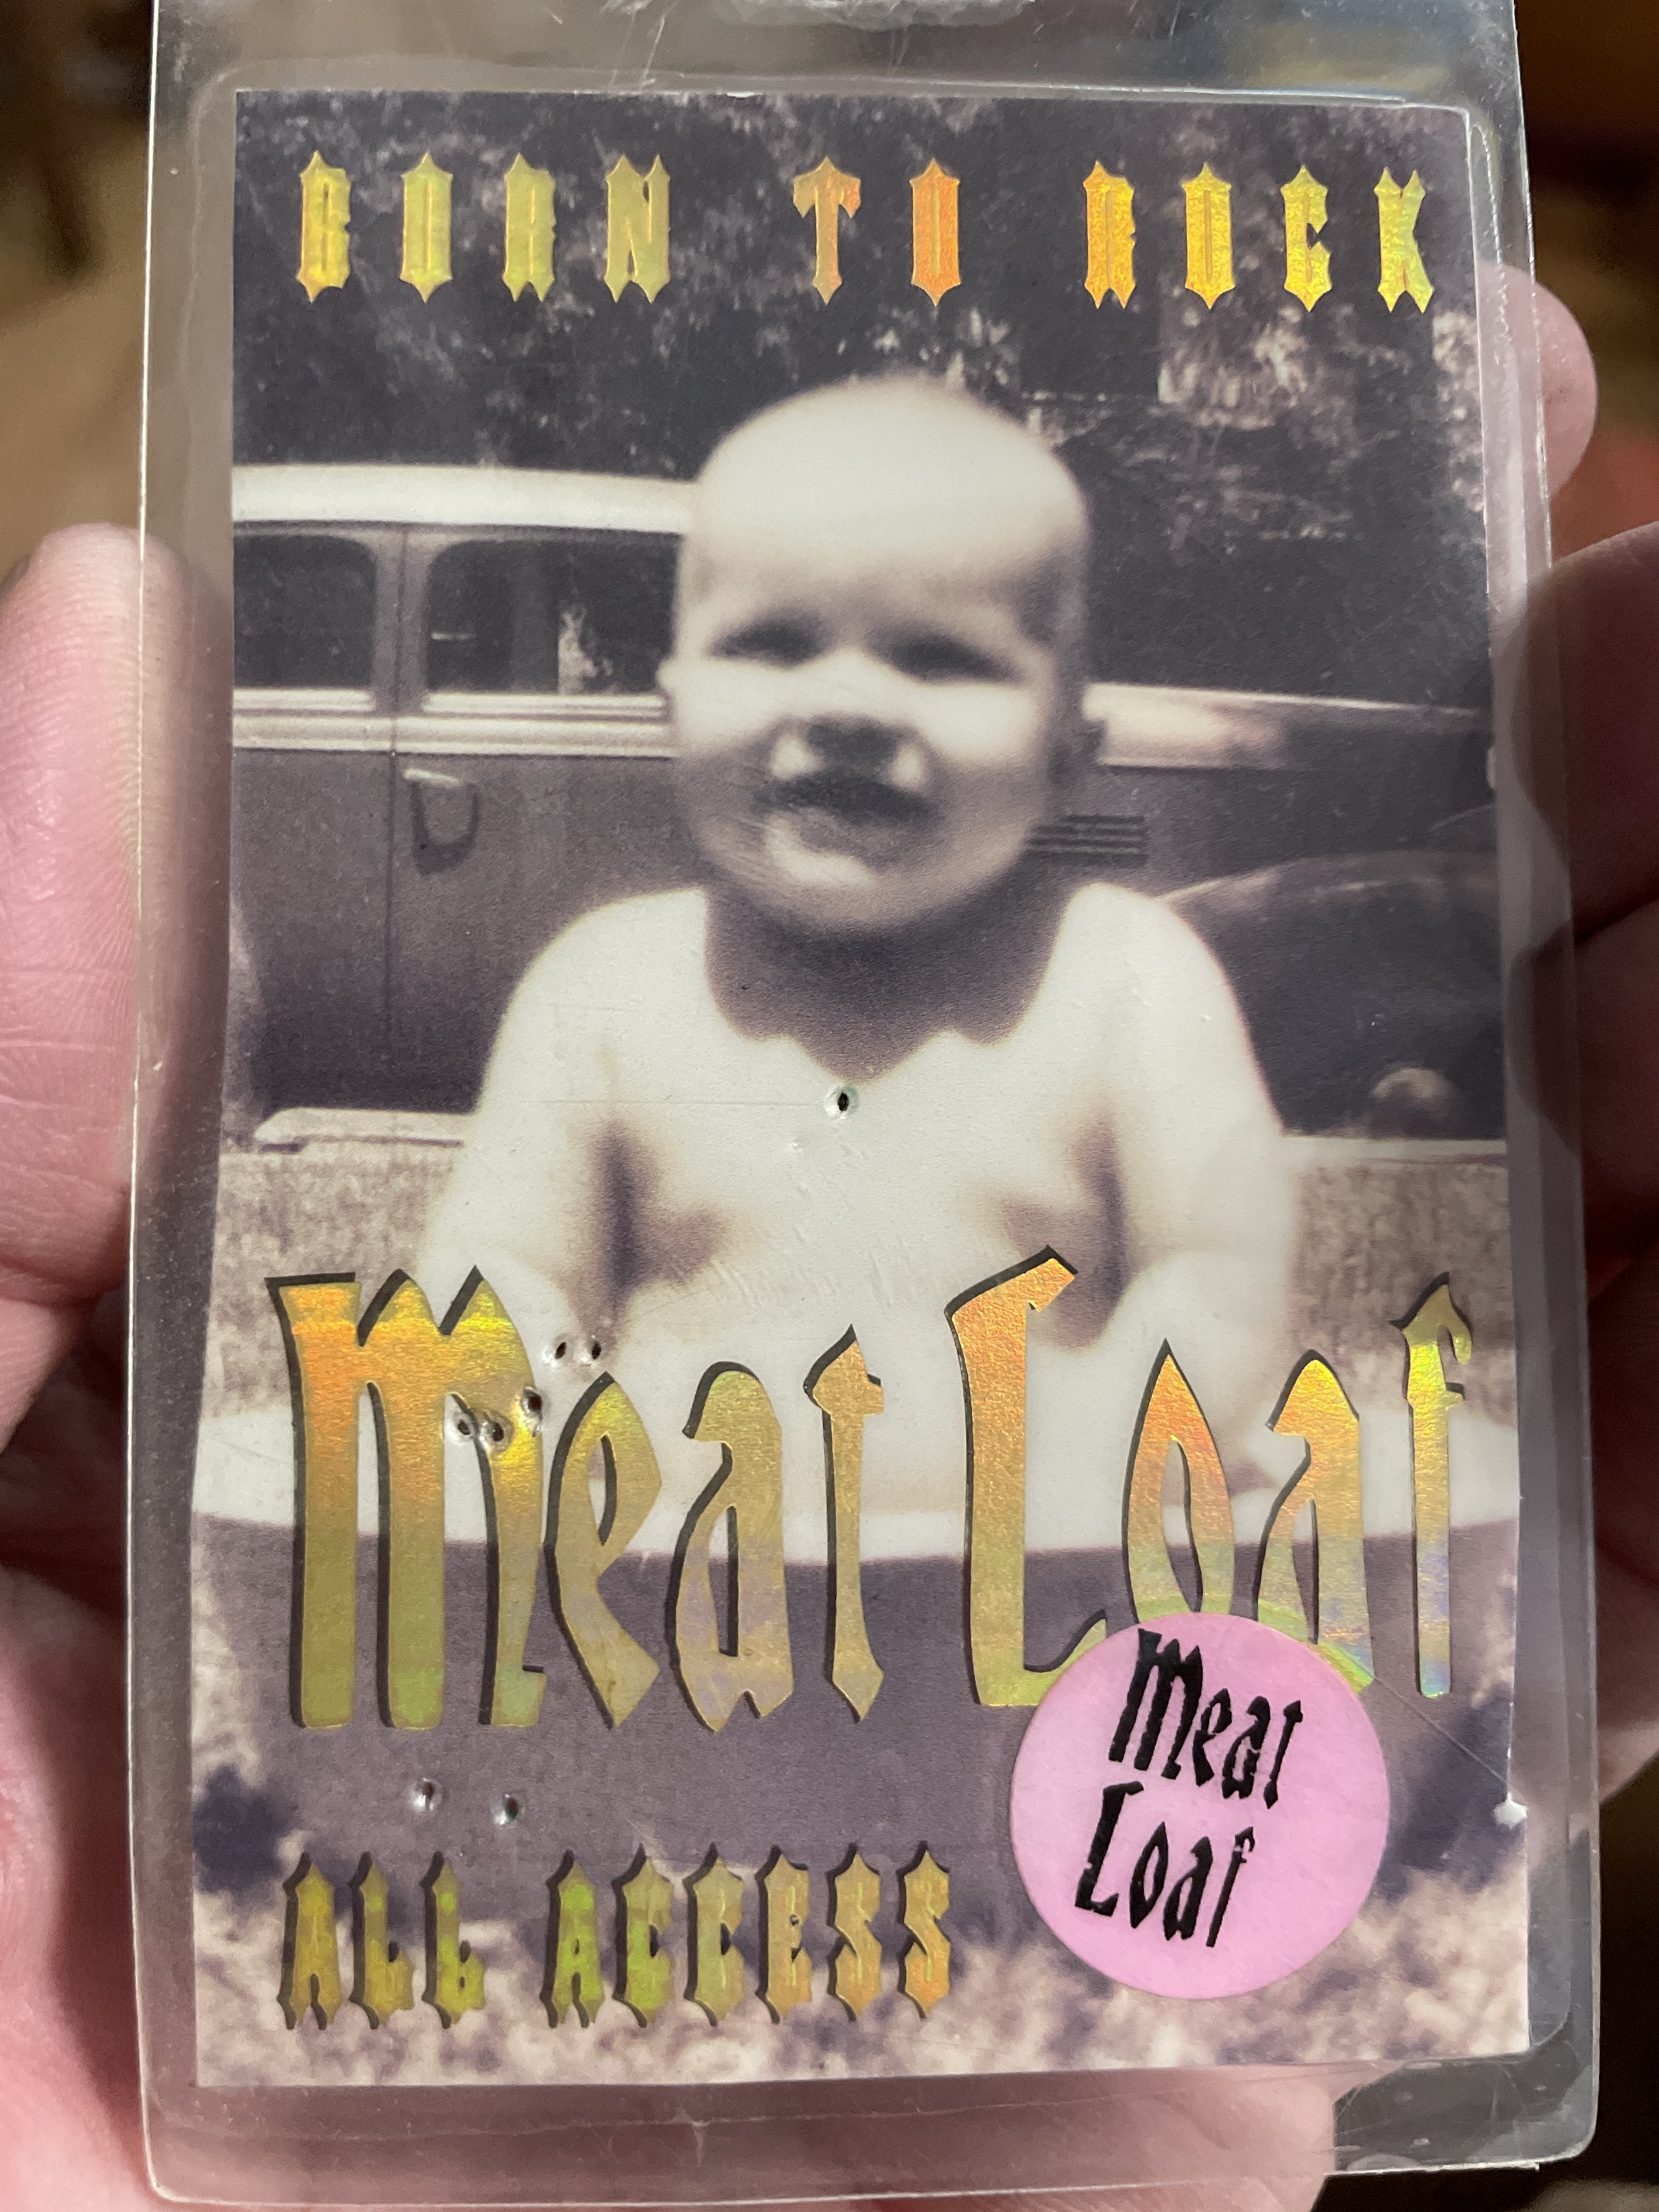 BORN TO ROCK
Meat Loaf
Meat
Loaf
ALL ACCESS